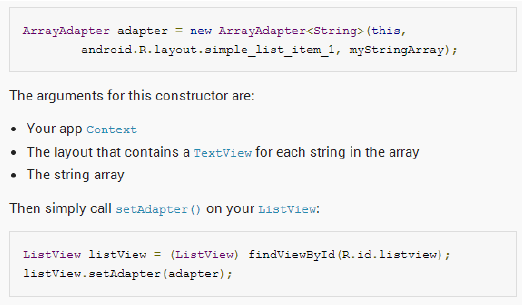 ArrayAdapter adapter = new ArrayAdapter<String>(this,
android.R.layout.simple_list_item_1, myStringArray);
The arguments for this constructor are:
• Your app Context
• The layout that contains a TextView for each string in the array
• The string array
Then simply call setAdapter() on your ListView:
ListView listView = (ListView) findViewById(R.id.listview);
listView.setAdapter(adapter);